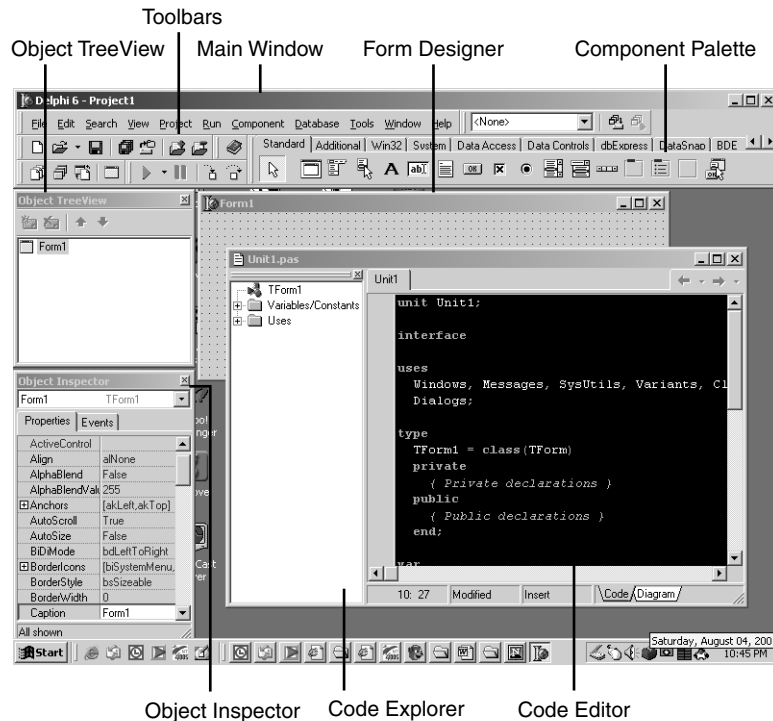 Toolbars
Object TreeView Main Window Form Designer Component Palette
Delphi 6 - Project1
File Edit Search View Project Run Component Database Tools Window Help <None>
Standard Additional Win32 System Data Access Data Controls dbExpress DataSnap BDE
A abI OK
Object TreeView
Form1
Form1
Unit1.pas
TForm1
Variables/Constants
Uses
Unit1
unit Unit1;
interface
uses
Windows, Messages, SysUtils, Variants, Cl
Dialogs;
type
TForm1 = class(TForm)
private
{ Private declarations }
public
{ Public declarations }
end;
var
10: 27 Modified Insert Code Diagram
Object Inspector
Form1 TForm1
Properties Events
ActiveControl
Align alNone
AlphaBlend False
AlphaBlendValu 255
Anchors [akLeft,akTop]
AutoScroll True
AutoSize False
BiDiMode bdLeftToRight
BorderIcons [biSystemMenu,
BorderStyle bsSizeable
BorderWidth 0
Caption Form1
All shown
Start
Saturday, August 04, 200
10:45 PM
Object Inspector Code Explorer Code Editor